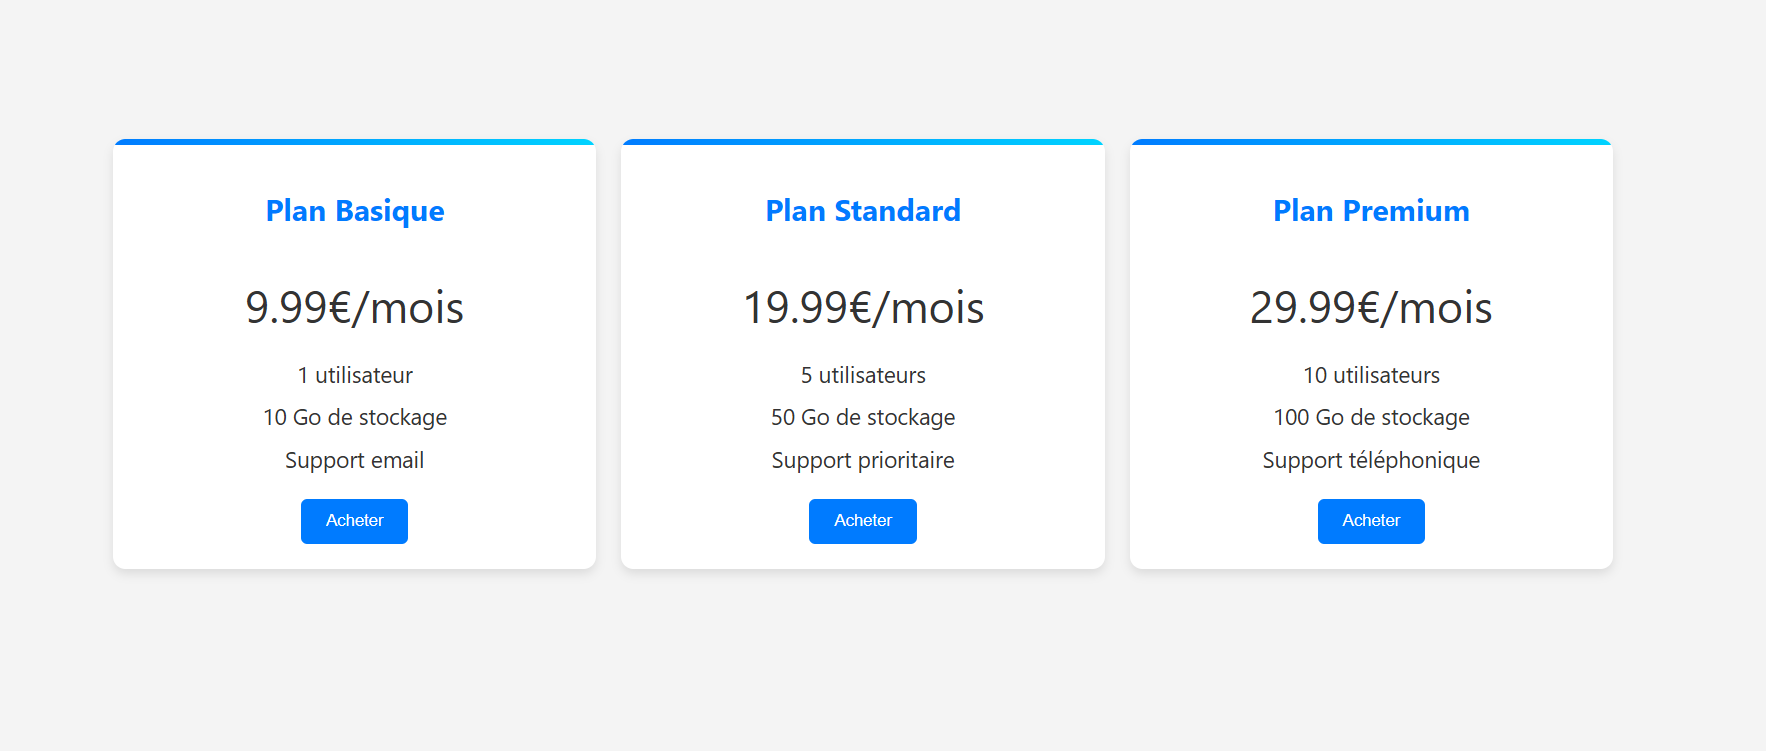 Plan Basique
9.99€/mois
1 utilisateur
10 Go de stockage
Support email
Acheter
Plan Standard
19.99€/mois
5 utilisateurs
50 Go de stockage
Support prioritaire
Acheter
Plan Premium
29.99€/mois
10 utilisateurs
100 Go de stockage
Support téléphonique
Acheter